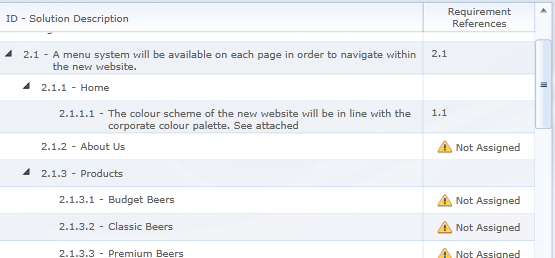 ID - Solution Description
Requirement
References
2.1 - A menu system will be available on each page in order to navigate within
the new website.
2.1
2.1.1 - Home
2.1.1.1 - The colour scheme of the new website will be in line with the
corporate colour palette. See attached
1.1
2.1.2 - About Us
Not Assigned
2.1.3 - Products
2.1.3.1 - Budget Beers
Not Assigned
2.1.3.2 - Classic Beers
Not Assigned
2.1.3.3 - Premium Beers
Not Assigned